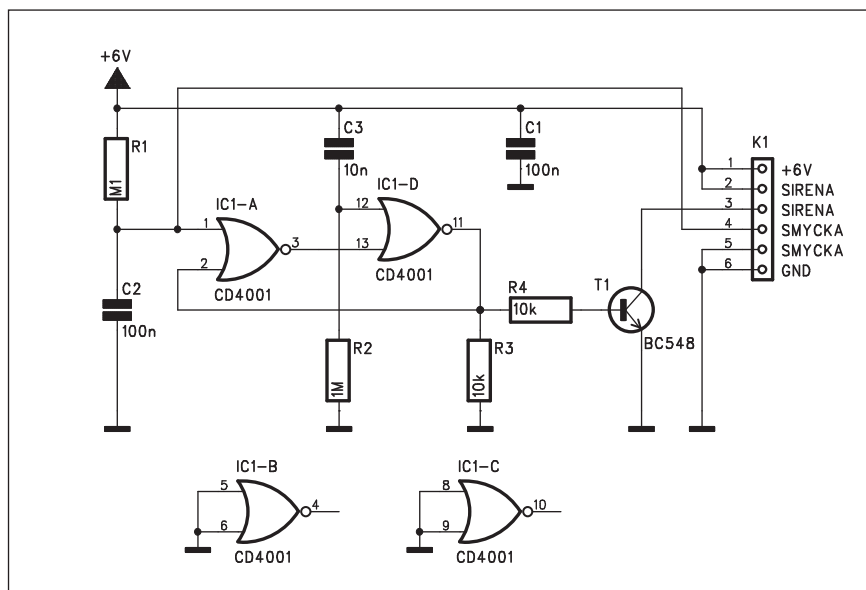 +6V
R1
M1
C2
100n
IC1-A
1
2
3
CD4001
C3
10n
R2
1M
IC1-D
12
13
11
CD4001
C1
100n
R3
10k
R4
10k
T1
BC548
K1
1 +6V
2 SIRENA
3 SIRENA
4 SMYCKA
5 SMYCKA
6 GND
IC1-B
5
6
4
CD4001
IC1-C
8
9
10
CD4001